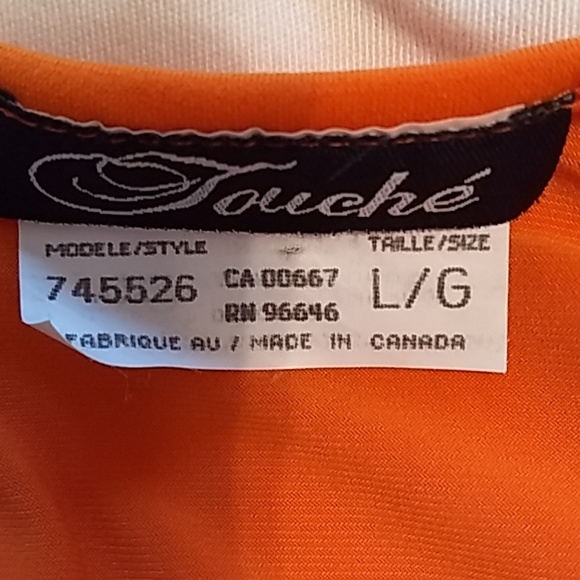 Touché
MODELE/STYLE TAILLE/SIZE
745526 CA 00667 L/G
RN 96646
FABRIQUE AU / MADE IN CANADA